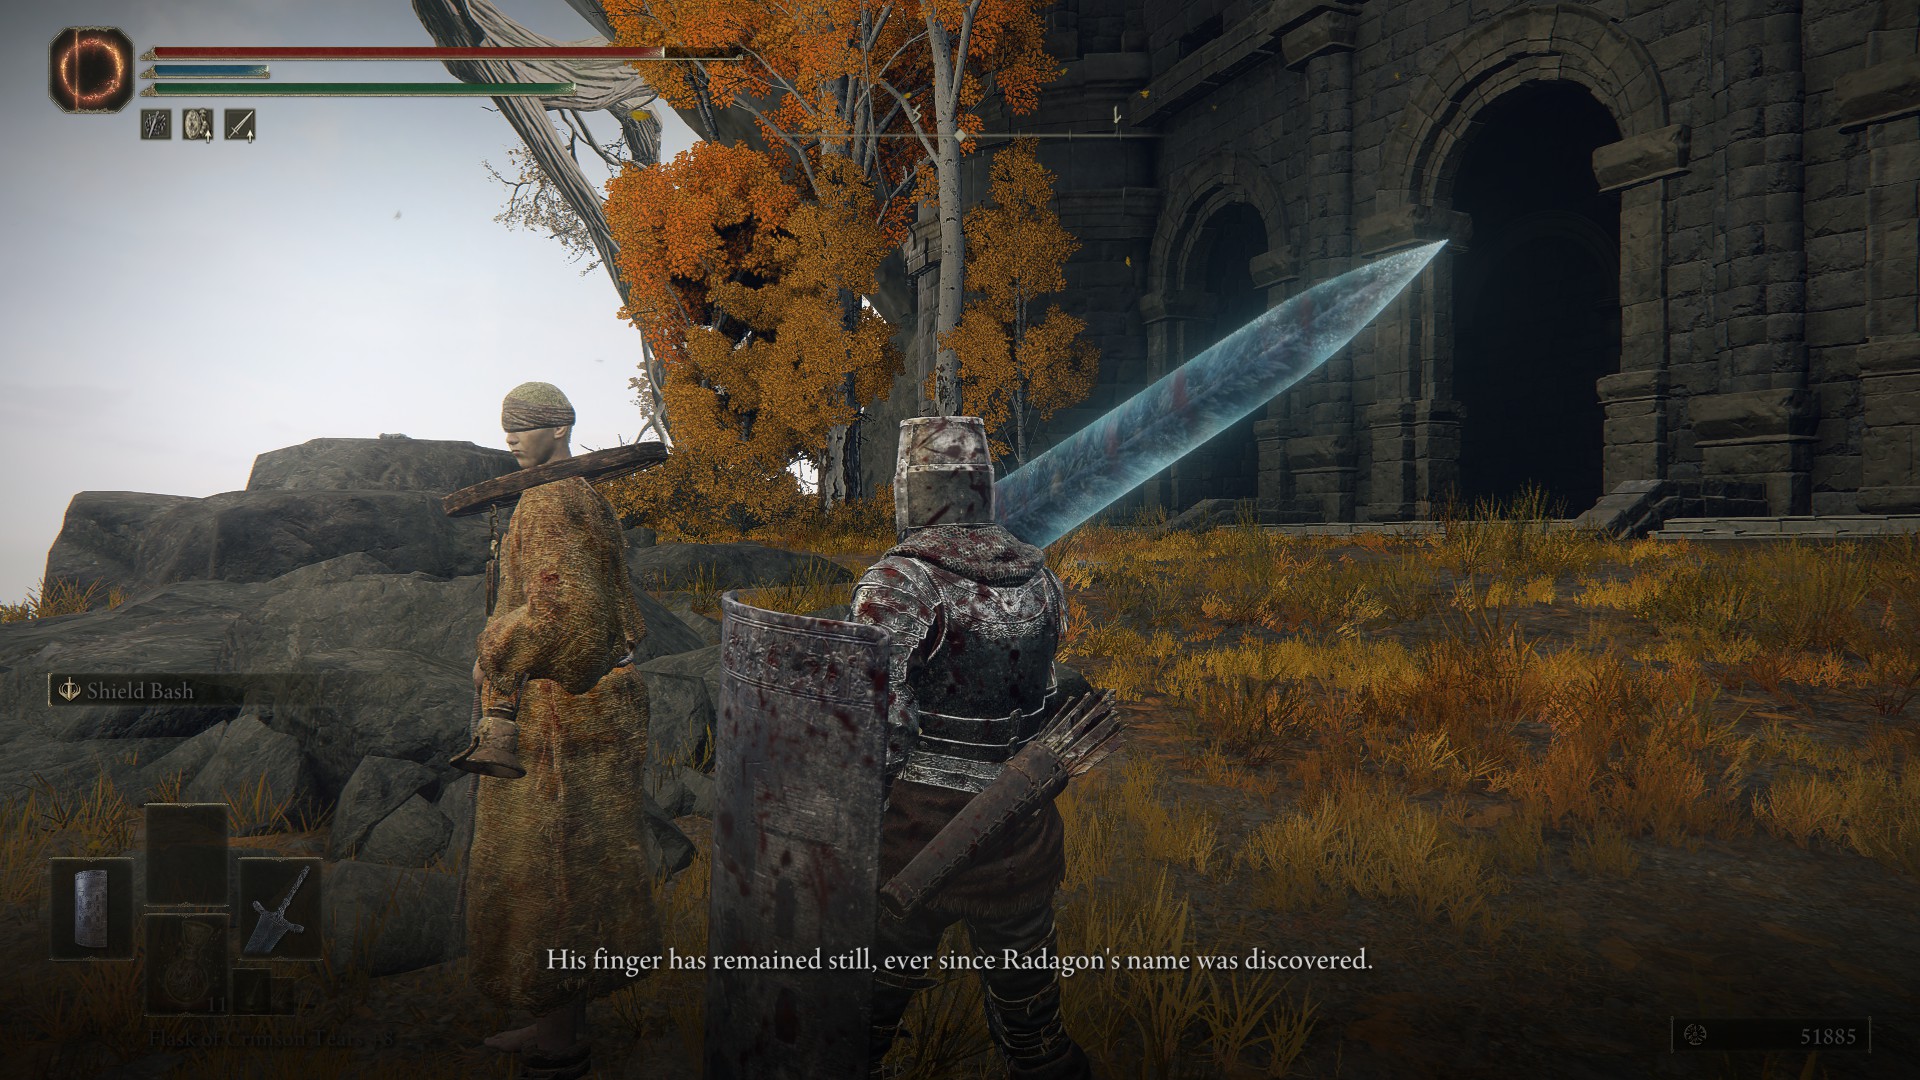 Shield Bash
His finger has remained still, ever since Radagon's name was discovered.
11
Flask of Crimson Tears +8
51885